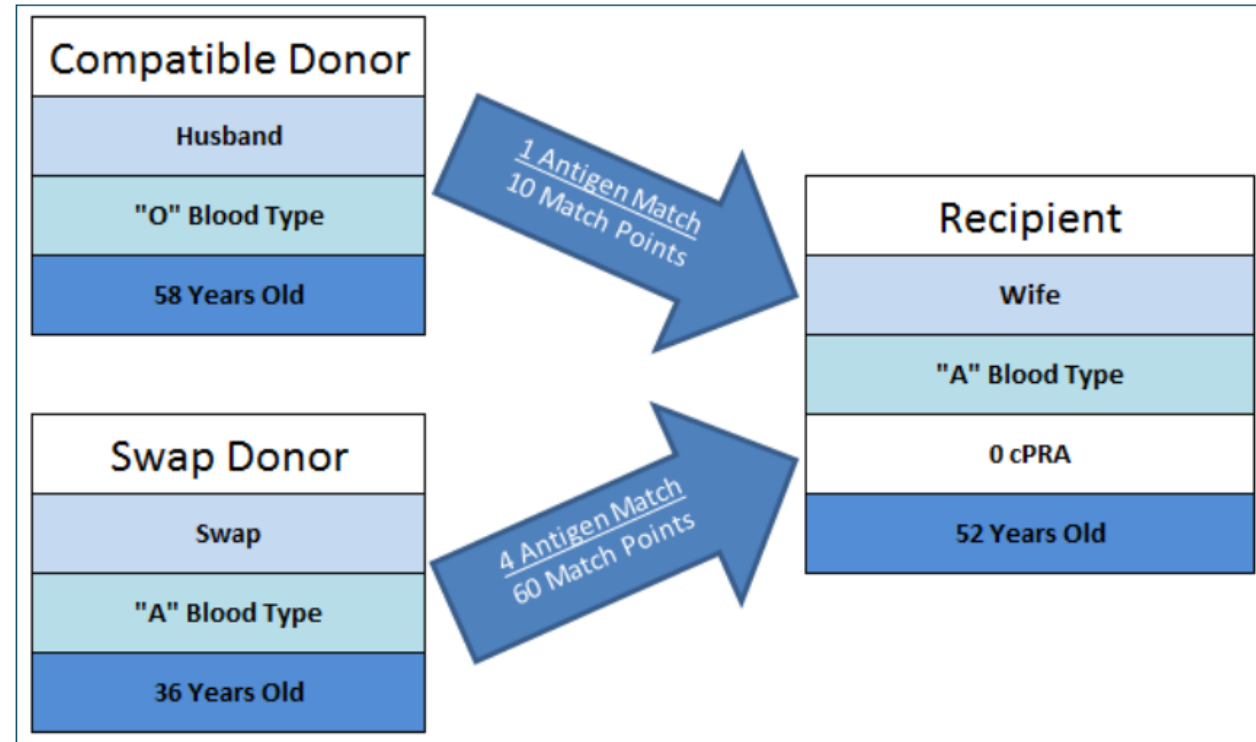 Compatible Donor
Husband
"O" Blood Type
58 Years Old
1 Antigen Match
10 Match Points
Swap Donor
Swap
"A" Blood Type
36 Years Old
4 Antigen Match
60 Match Points
Recipient
Wife
"A" Blood Type
0 cPRA
52 Years Old